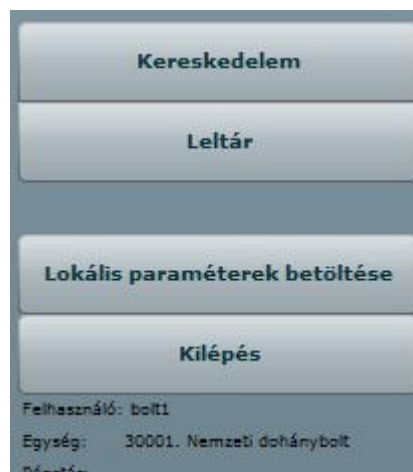 Kereskedelem
Leltár
Lokális paraméterek betöltése
Kilépés
Felhasználó: bolt1
Egység: 30001. Nemzeti dohánybolt